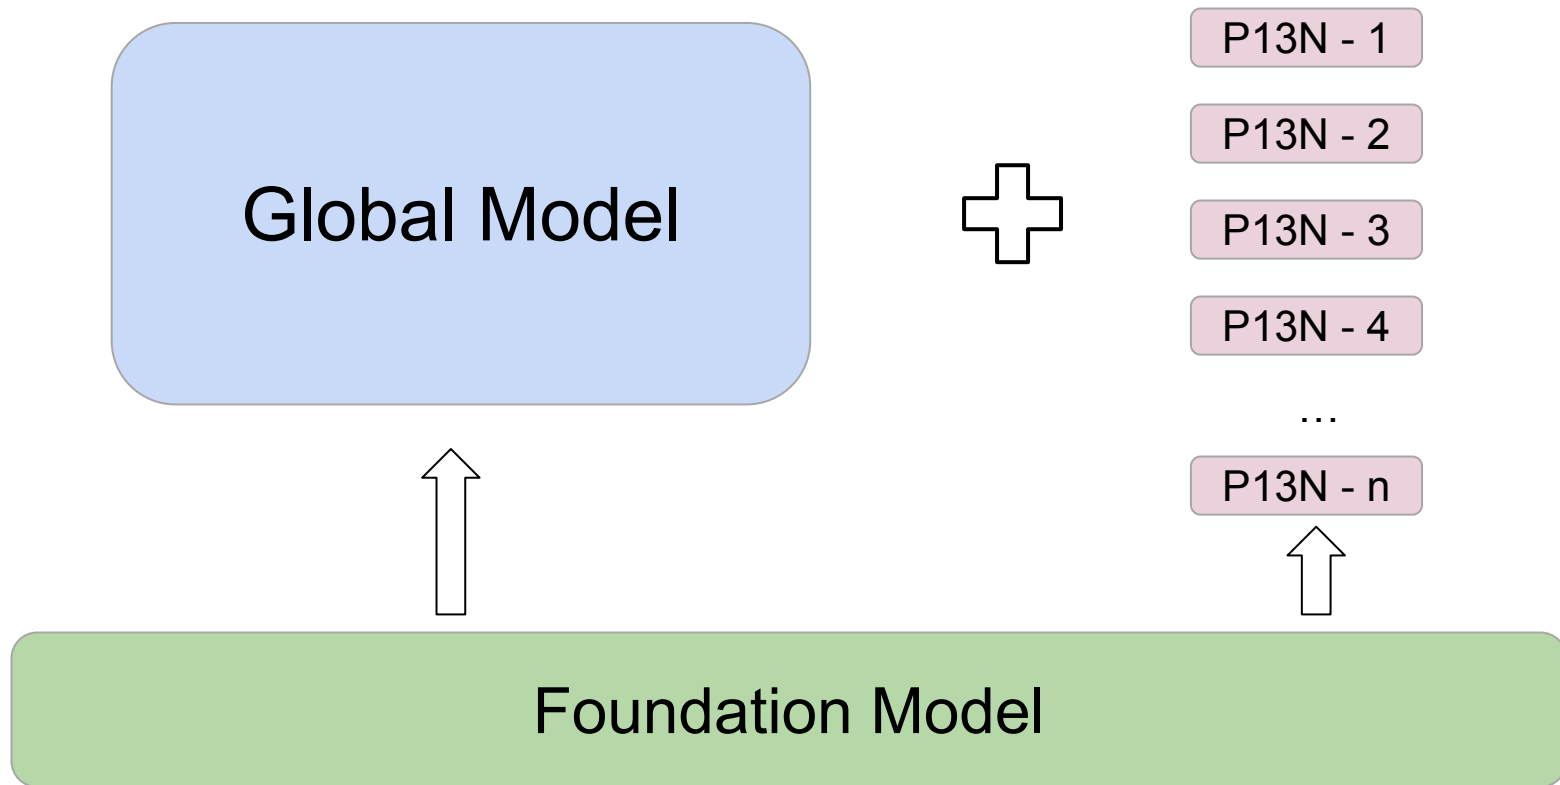 Global Model
P13N - 1
P13N - 2
P13N - 3
P13N - 4
...
P13N - n
Foundation Model